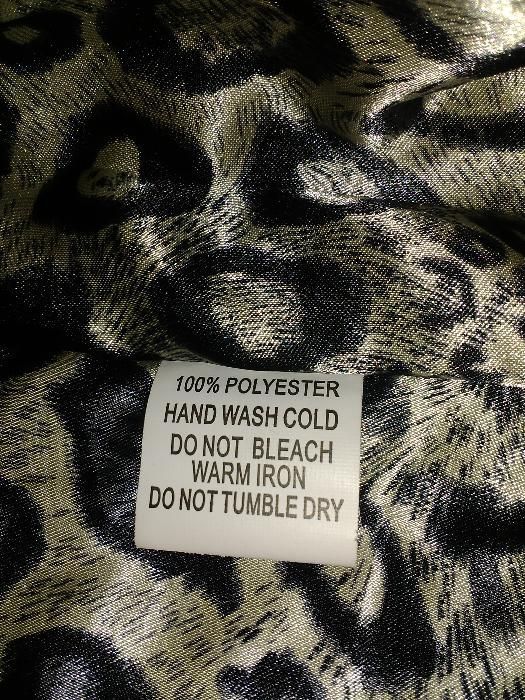 100% POLYESTER
HAND WASH COLD
DO NOT BLEACH
WARM IRON
DO NOT TUMBLE DRY